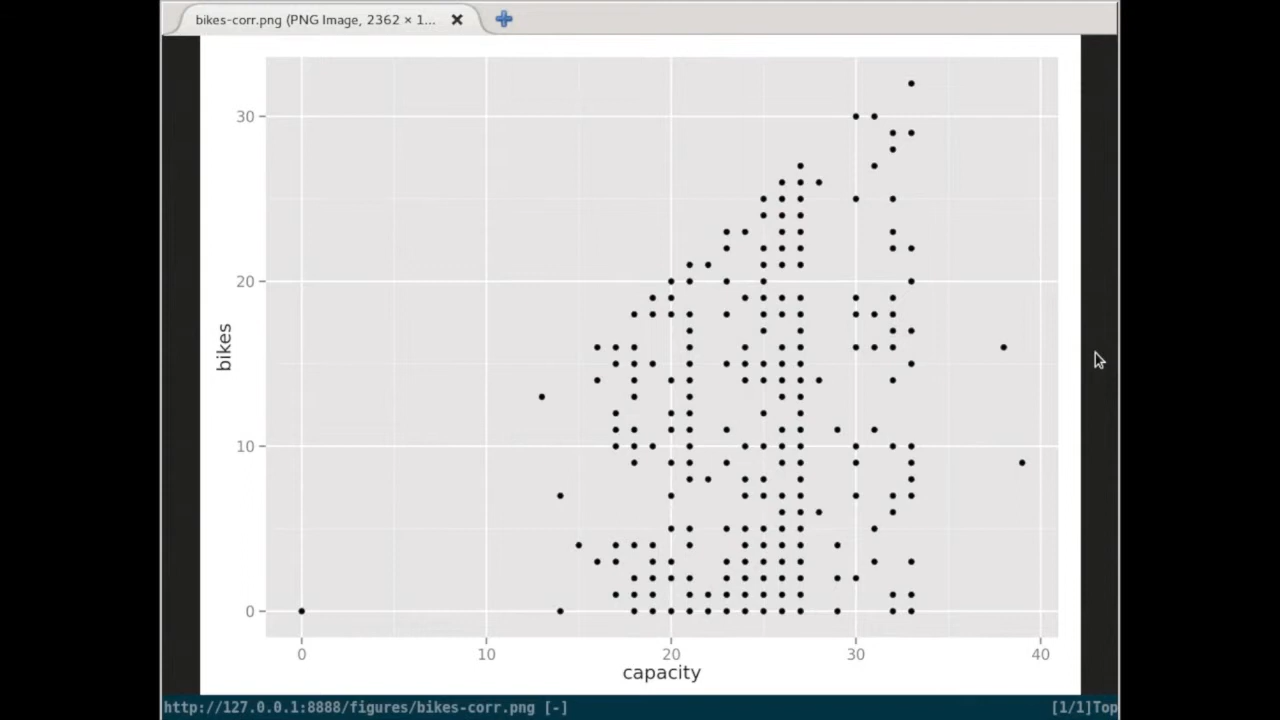 bikes-corr.png (PNG Image, 2362 × 1...
30
20
10
0
bikes
0 10 20 30 40
capacity
http://127.0.0.1:8888/figures/bikes-corr.png [-] [1/1]Top